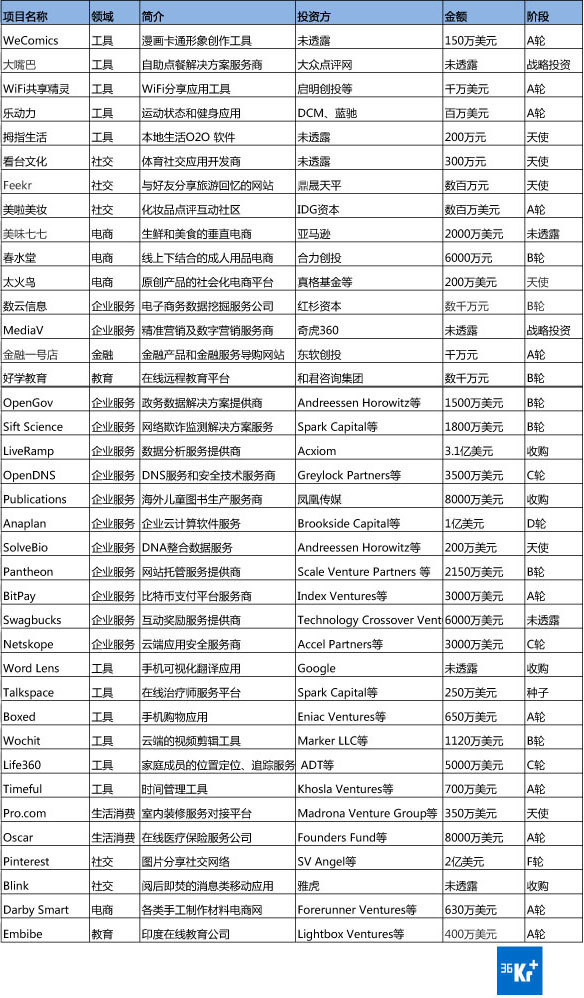 项目名称 领域 简介 投资方 金额 阶段
WeComics 工具 漫画卡通形象创作工具 未透露 150万美元 A轮
大嘴巴 工具 自助点餐解决方案服务商 大众点评网 未透露 战略投资
WiFi共享精灵 工具 WiFi分享应用工具 启明创投等 千万美元 A轮
乐动力 工具 运动状态和健身应用 DCM、蓝驰 百万美元 A轮
拇指生活 工具 本地生活O2O 软件 未透露 200万元 天使
看台文化 社交 体育社交应用开发商 未透露 300万元 天使
Feekr 社交 与好友分享旅游回忆的网站 鼎晟天平 数百万元 天使
美啦美妆 社交 化妆品点评互动社区 IDG资本 数百万美元 A轮
美味七七 电商 生鲜和美食的垂直电商 亚马逊 2000万美元 未透露
春水堂 电商 线上下结合的成人用品电商 合力创投 6000万元 B轮
太火鸟 电商 原创产品的社会化电商平台 真格基金等 200万美元 天使
数云信息 企业服务 电子商务数据挖掘服务公司 红杉资本 数千万元 B轮
MediaV 企业服务 精准营销及数字营销服务商 奇虎360 未透露 战略投资
金融一号店 金融 金融产品和金融服务导购网站 东软创投 千万元 A轮
好学教育 教育 在线远程教育平台 和君咨询集团 数千万元 B轮
OpenGov 企业服务 政务数据解决方案提供商 Andreessen Horowitz等 1500万美元 B轮
Sift Science 企业服务 网络欺诈监测解决方案服务 Spark Capital等 1800万美元 B轮
LiveRamp 企业服务 数据分析服务提供商 Acxiom 3.1亿美元 收购
OpenDNS 企业服务 DNS服务和安全技术服务商 Greylock Partners等 3500万美元 C轮
Publications 企业服务 海外儿童图书生产服务商 凤凰传媒 8000万美元 收购
Anaplan 企业服务 企业云计算软件服务 Brookside Capital等 1亿美元 D轮
SolveBio 企业服务 DNA整合数据服务 Andreessen Horowitz等 200万美元 天使
Pantheon 企业服务 网站托管服务提供商 Scale Venture Partners 等 2150万美元 B轮
BitPay 企业服务 比特币支付平台服务商 Index Ventures等 3000万美元 A轮
Swagbucks 企业服务 互动奖励服务提供商 Technology Crossover Vent 6000万美元 未透露
Netskope 企业服务 云端应用安全服务商 Accel Partners等 3000万美元 C轮
Word Lens 工具 手机可视化翻译应用 Google 未透露 收购
Talkspace 工具 在线治疗师服务平台 Spark Capital等 250万美元 种子
Boxed 工具 手机购物应用 Eniac Ventures等 650万美元 A轮
Wochit 工具 云端的视频剪辑工具 Marker LLC等 1120万美元 B轮
Life360 工具 家庭成员的位置定位、追踪服务 ADT等 5000万美元 C轮
Timeful 工具 时间管理工具 Khosla Ventures等 700万美元 A轮
Pro.com 生活消费 室内装修服务对接平台 Madrona Venture Group等 350万美元 天使
Oscar 生活消费 在线医疗保险服务公司 Founders Fund等 8000万美元 A轮
Pinterest 社交 图片分享社交网络 SV Angel等 2亿美元 F轮
Blink 社交 阅后即焚的消息类移动应用 雅虎 未透露 收购
Darby Smart 电商 各类手工制作材料电商网 Forerunner Ventures等 630万美元 A轮
Embibe 教育 印度在线教育公司 Lightbox Ventures等 400万美元 A轮
36Kr+